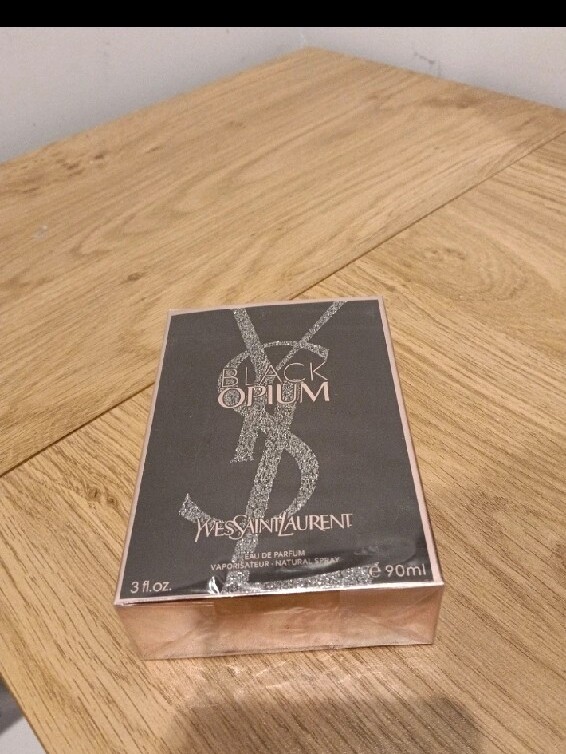 BLACK
OPIUM
YVESSAINTLAURENT
EAU DE PARFUM
VAPORISATEUR - NATURAL SPRAY
3 fl.oz. ℮ 90ml